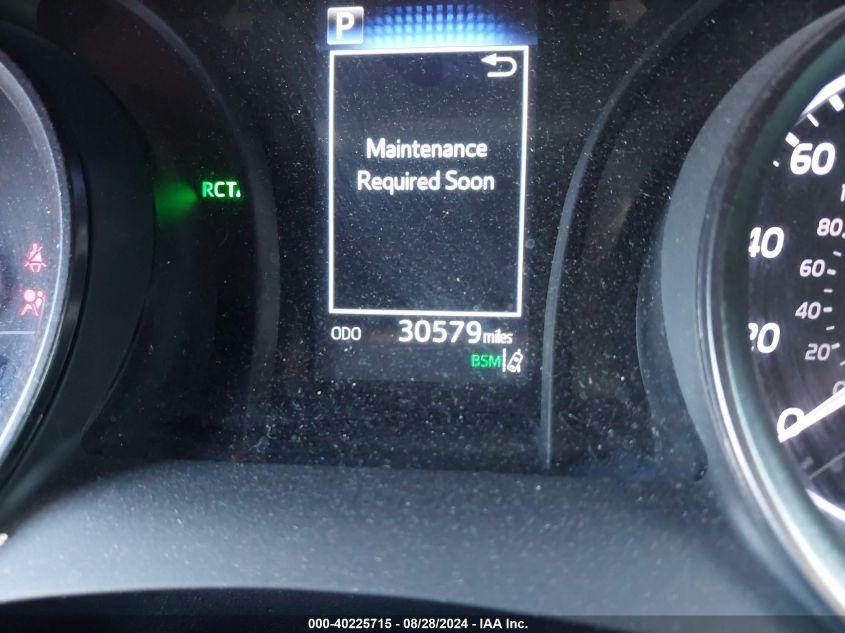 P
Maintenance
Required Soon
RCTA
ODO 30579 miles
BSM
60
40
20
0
80
60
40
20
000-40225715 - 08/28/2024 - IAA Inc.